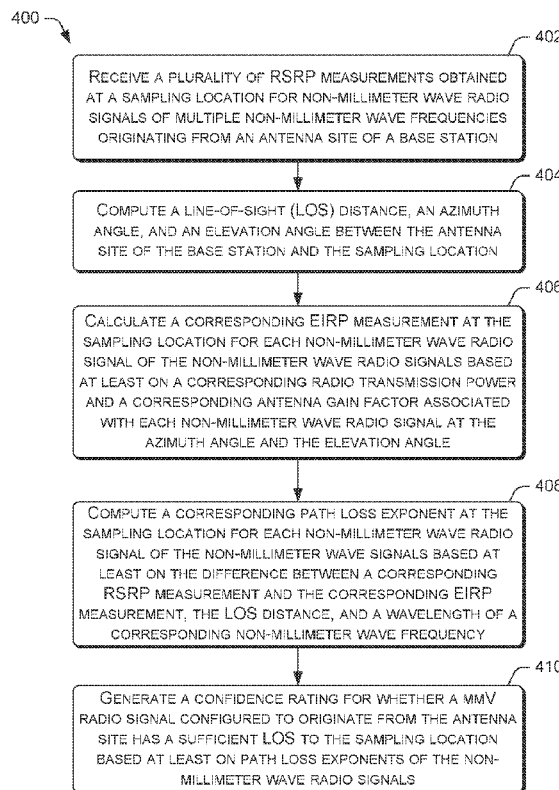 400
402
RECEIVE A PLURALITY OF RSRP MEASUREMENTS OBTAINED
AT A SAMPLING LOCATION FOR NON-MILLIMETER WAVE RADIO
SIGNALS OF MULTIPLE NON-MILLIMETER WAVE FREQUENCIES
ORIGINATING FROM AN ANTENNA SITE OF A BASE STATION
404
COMPUTE A LINE-OF-SIGHT (LOS) DISTANCE, AN AZIMUTH
ANGLE, AND AN ELEVATION ANGLE BETWEEN THE ANTENNA
SITE OF THE BASE STATION AND THE SAMPLING LOCATION
406
CALCULATE A CORRESPONDING EIRP MEASUREMENT AT THE
SAMPLING LOCATION FOR EACH NON-MILLIMETER WAVE RADIO
SIGNAL OF THE NON-MILLIMETER WAVE RADIO SIGNALS BASED
AT LEAST ON A CORRESPONDING RADIO TRANSMISSION POWER
AND A CORRESPONDING ANTENNA GAIN FACTOR ASSOCIATED
WITH EACH NON-MILLIMETER WAVE RADIO SIGNAL AT THE
AZIMUTH ANGLE AND THE ELEVATION ANGLE
408
COMPUTE A CORRESPONDING PATH LOSS EXPONENT AT THE
SAMPLING LOCATION FOR EACH NON-MILLIMETER WAVE RADIO
SIGNAL OF THE NON-MILLIMETER WAVE SIGNALS BASED AT
LEAST ON THE DIFFERENCE BETWEEN A CORRESPONDING
RSRP MEASUREMENT AND THE CORRESPONDING EIRP
MEASUREMENT, THE LOS DISTANCE, AND A WAVELENGTH OF A
CORRESPONDING NON-MILLIMETER WAVE FREQUENCY
410
GENERATE A CONFIDENCE RATING FOR WHETHER A MMV
RADIO SIGNAL CONFIGURED TO ORIGINATE FROM THE ANTENNA
SITE HAS A SUFFICIENT LOS TO THE SAMPLING LOCATION
BASED AT LEAST ON PATH LOSS EXPONENTS OF THE NON-
MILLIMETER WAVE RADIO SIGNALS